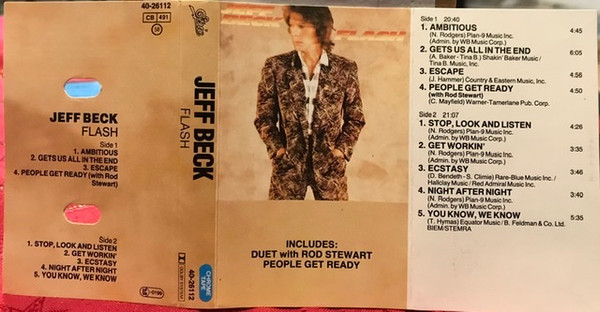 40-26112
CB 491
58
JEFF BECK
FLASH
Side 1
1. AMBITIOUS
2. GETS US ALL IN THE END
3. ESCAPE
4. PEOPLE GET READY (with Rod
Stewart)
Side 2
1. STOP, LOOK AND LISTEN
2. GET WORKIN'
3. ECSTASY
4. NIGHT AFTER NIGHT
5. YOU KNOW, WE KNOW
Epic
JEFF BECK
FLASH
DOLBY SYSTEM
40-26112
CHROME
TAPE
BECK
FLASH
INCLUDES:
DUET with ROD STEWART
PEOPLE GET READY
Side 1 20:40
1. AMBITIOUS 4:45
(N. Rodgers) Plan-9 Music Inc.
(Admin. by WB Music Corp.)
2. GETS US ALL IN THE END 6:05
(A. Baker - Tina B.) Shakin' Baker Music /
Tina B. Music, Inc.
3. ESCAPE 4:56
(J. Hammer) Country & Eastern Music, Inc.
4. PEOPLE GET READY 4:50
(with Rod Stewart)
(C. Mayfield) Warner-Tamerlane Pub. Corp.
Side 2 21:07
1. STOP, LOOK AND LISTEN 4:26
(N. Rodgers) Plan-9 Music Inc.
(Admin. by WB Music Corp.)
2. GET WORKIN' 3:35
(N. Rodgers) Plan-9 Music Inc.
(Admin. by WB Music Corp.)
3. ECSTASY 3:46
(D. Bendeth - S. Climie) Rare-Blue Music Inc. /
Hallclay Music / Red Admiral Music Inc.
4. NIGHT AFTER NIGHT 3:40
(N. Rodgers) Plan-9 Music Inc.
(Admin. by WB Music Corp.)
5. YOU KNOW, WE KNOW 5:35
(T. Hymas) Equator Music / B. Feldman & Co. Ltd.
BIEM/STEMRA